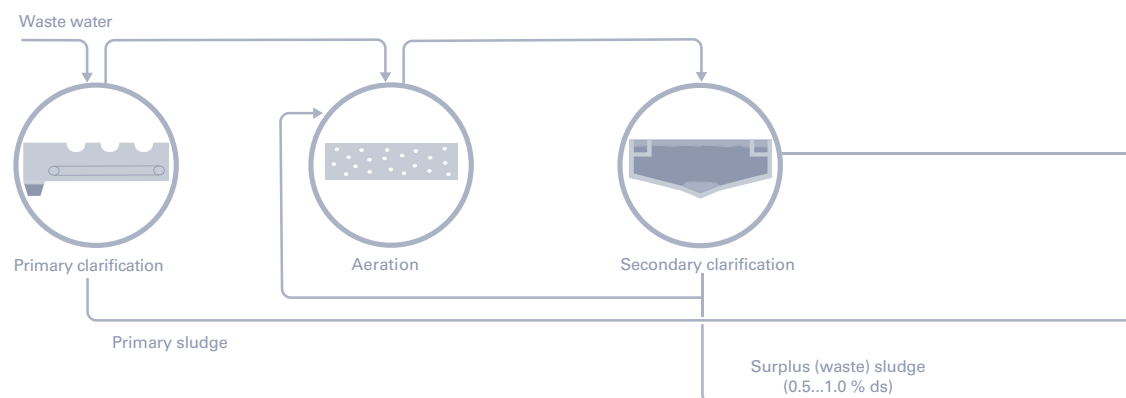 Waste water
Primary clarification
Aeration
Secondary clarification
Primary sludge
Surplus (waste) sludge
(0.5...1.0 % ds)